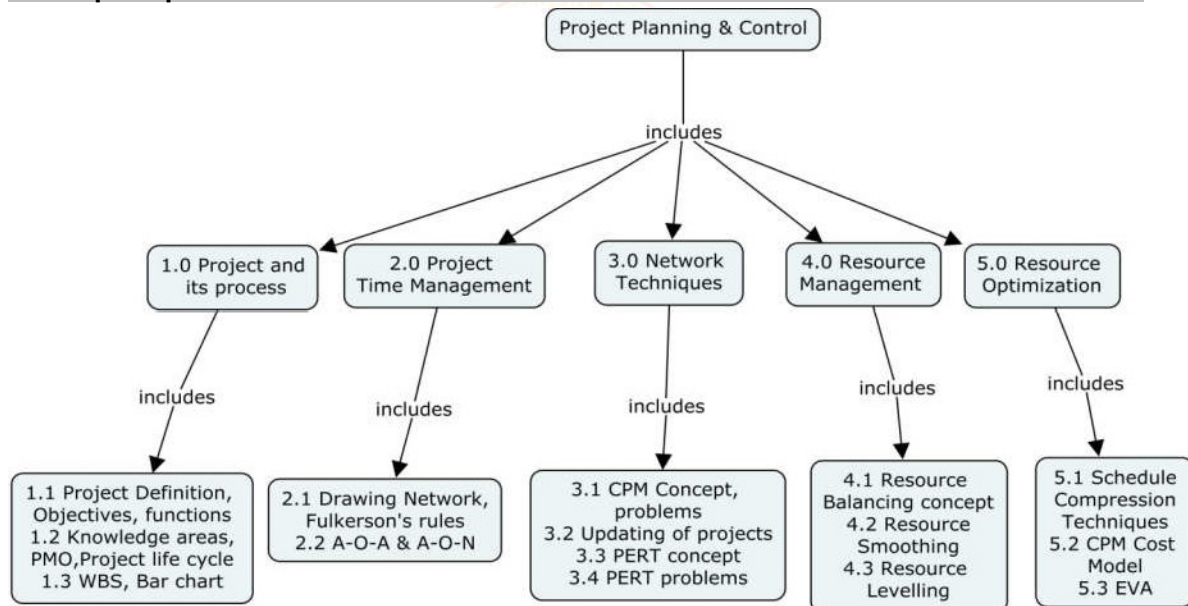 Project Planning & Control
includes
1.0 Project and
its process
2.0 Project
Time Management
3.0 Network
Techniques
4.0 Resource
Management
5.0 Resource
Optimization
includes
includes
includes
includes
includes
1.1 Project Definition,
Objectives, functions
1.2 Knowledge areas,
PMO,Project life cycle
1.3 WBS, Bar chart
2.1 Drawing Network,
Fulkerson's rules
2.2 A-O-A & A-O-N
3.1 CPM Concept,
problems
3.2 Updating of projects
3.3 PERT concept
3.4 PERT problems
4.1 Resource
Balancing concept
4.2 Resource
Smoothing
4.3 Resource
Levelling
5.1 Schedule
Compression
Techniques
5.2 CPM Cost
Model
5.3 EVA